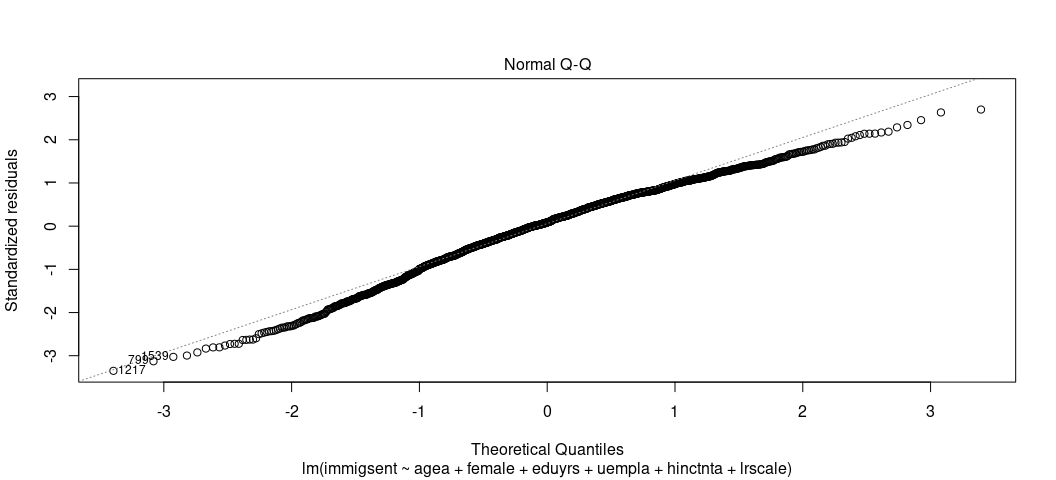 Normal Q-Q
3
2
1
0
-1
-2
-3
Standardized residuals
1539
799
1217
-3 -2 -1 0 1 2 3
Theoretical Quantiles
lm(immigsent ~ agea + female + eduyrs + uempla + hinctnta + lrscale)